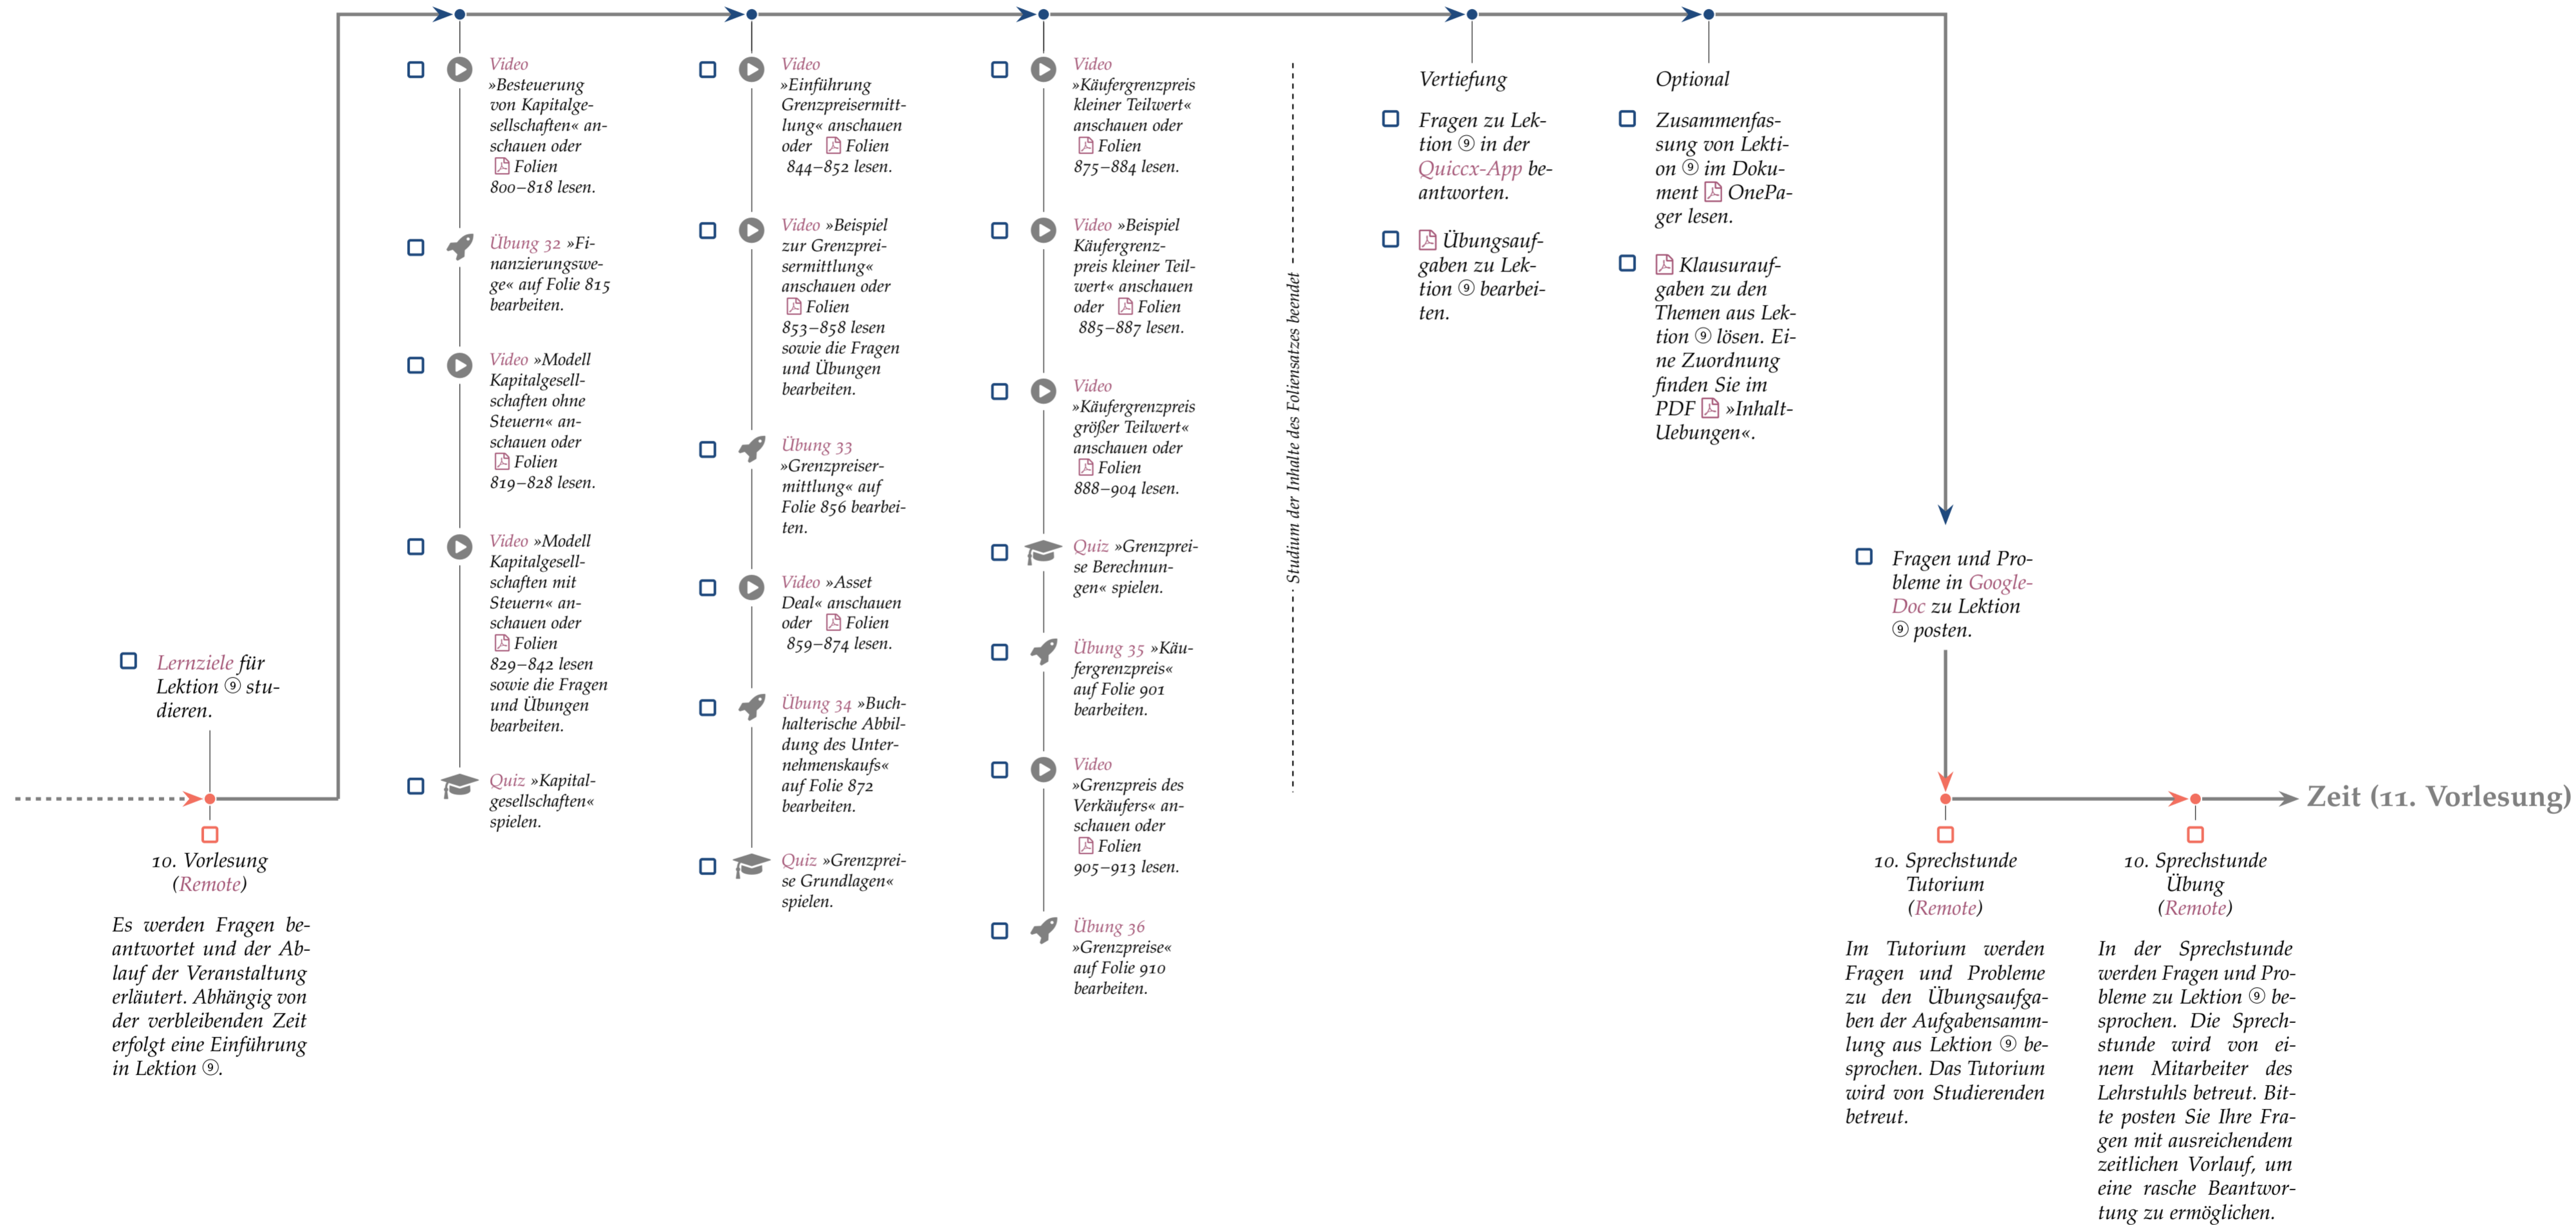 Lernziele für
Lektion ⑨ stu-
dieren.
10. Vorlesung
(Remote)
Es werden Fragen be-
antwortet und der Ab-
lauf der Veranstaltung
erläutert. Abhängig von
der verbleibenden Zeit
erfolgt eine Einführung
in Lektion ⑨.
Video
»Besteuerung
von Kapitalge-
sellschaften« an-
schauen oder
Folien
800–818 lesen.
Übung 32 »Fi-
nanzierungswe-
ge« auf Folie 815
bearbeiten.
Video »Modell
Kapitalgesell-
schaften ohne
Steuern« an-
schauen oder
Folien
819–828 lesen.
Video »Modell
Kapitalgesell-
schaften mit
Steuern« an-
schauen oder
Folien
829–842 lesen
sowie die Fragen
und Übungen
bearbeiten.
Quiz »Kapital-
gesellschaften«
spielen.
Video
»Einführung
Grenzpreisermitt-
lung« anschauen
oder Folien
844–852 lesen.
Video »Beispiel
zur Grenzprei-
sermittlung«
anschauen oder
Folien
853–858 lesen
sowie die Fragen
und Übungen
bearbeiten.
Übung 33
»Grenzpreiser-
mittlung« auf
Folie 856 bearbei-
ten.
Video »Asset
Deal« anschauen
oder Folien
859–874 lesen.
Übung 34 »Buch-
halterische Abbil-
dung des Unter-
nehmenskaufs«
auf Folie 872
bearbeiten.
Quiz »Grenzprei-
se Grundlagen«
spielen.
Video
»Käufergrenzpreis
kleiner Teilwert«
anschauen oder
Folien
875–884 lesen.
Video »Beispiel
Käufergrenz-
preis kleiner Teil-
wert« anschauen
oder Folien
885–887 lesen.
Video
»Käufergrenzpreis
größer Teilwert«
anschauen oder
Folien
888–904 lesen.
Quiz »Grenzprei-
se Berechnun-
gen« spielen.
Übung 35 »Käu-
fergrenzpreis«
auf Folie 901
bearbeiten.
Video
»Grenzpreis des
Verkäufers« an-
schauen oder
Folien
905–913 lesen.
Übung 36
»Grenzpreise«
auf Folie 910
bearbeiten.
Studium der Inhalte des Foliensatzes beendet
Vertiefung
Fragen zu Lek-
tion ⑨ in der
Quiccx-App be-
antworten.
Übungsauf-
gaben zu Lek-
tion ⑨ bearbei-
ten.
Optional
Zusammenfas-
sung von Lekti-
on ⑨ im Doku-
ment OnePa-
ger lesen.
Klausurauf-
gaben zu den
Themen aus Lek-
tion ⑨ lösen. Ei-
ne Zuordnung
finden Sie im
PDF »Inhalt-
Uebungen«.
Fragen und Pro-
bleme in Google-
Doc zu Lektion
⑨ posten.
10. Sprechstunde
Tutorium
(Remote)
Im Tutorium werden
Fragen und Probleme
zu den Übungsaufga-
ben der Aufgabensamm-
lung aus Lektion ⑨ be-
sprochen. Das Tutorium
wird von Studierenden
betreut.
10. Sprechstunde
Übung
(Remote)
In der Sprechstunde
werden Fragen und Pro-
bleme zu Lektion ⑨ be-
sprochen. Die Sprech-
stunde wird von ei-
nem Mitarbeiter des
Lehrstuhls betreut. Bit-
te posten Sie Ihre Fra-
gen mit ausreichendem
zeitlichen Vorlauf, um
eine rasche Beantwor-
tung zu ermöglichen.
Zeit (11. Vorlesung)